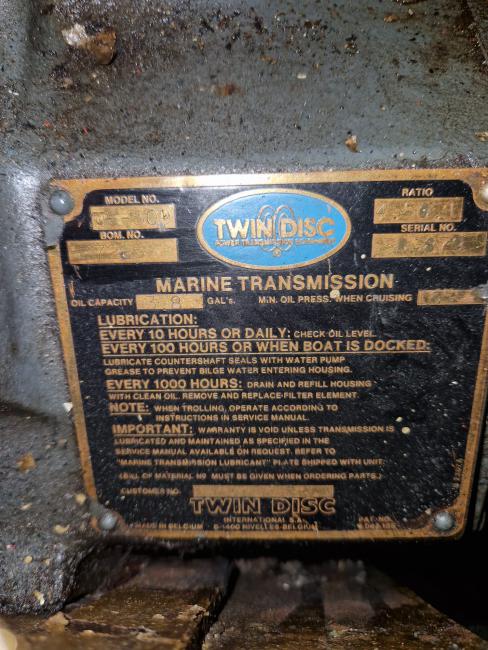 MODEL NO.
RATIO
TWIN DISC
POWER TRANSMISSION EQUIPMENT
®
BOM. NO.
SERIAL NO.
MARINE TRANSMISSION
OIL CAPACITY 8 GAL's. MIN. OIL PRESS. WHEN CRUISING
LUBRICATION:
EVERY 10 HOURS OR DAILY: CHECK OIL LEVEL
EVERY 100 HOURS OR WHEN BOAT IS DOCKED:
LUBRICATE COUNTERSHAFT SEALS WITH WATER PUMP
GREASE TO PREVENT BILGE WATER ENTERING HOUSING.
EVERY 1000 HOURS: DRAIN AND REFILL HOUSING
WITH CLEAN OIL. REMOVE AND REPLACE FILTER ELEMENT.
NOTE: WHEN TROLLING, OPERATE ACCORDING TO
INSTRUCTIONS IN SERVICE MANUAL.
IMPORTANT: WARRANTY IS VOID UNLESS TRANSMISSION IS
LUBRICATED AND MAINTAINED AS SPECIFIED IN THE
SERVICE MANUAL AVAILABLE ON REQUEST. REFER TO
"MARINE TRANSMISSION LUBRICANT" PLATE SHIPPED WITH UNIT.
(BILL OF MATERIAL Nº MUST BE GIVEN WHEN ORDERING PARTS.)
CUSTOMER NO.
TWIN DISC
MADE IN BELGIUM INTERNATIONAL S.A. PAT. NO.
B-1400 NIVELLES-BELGIUM